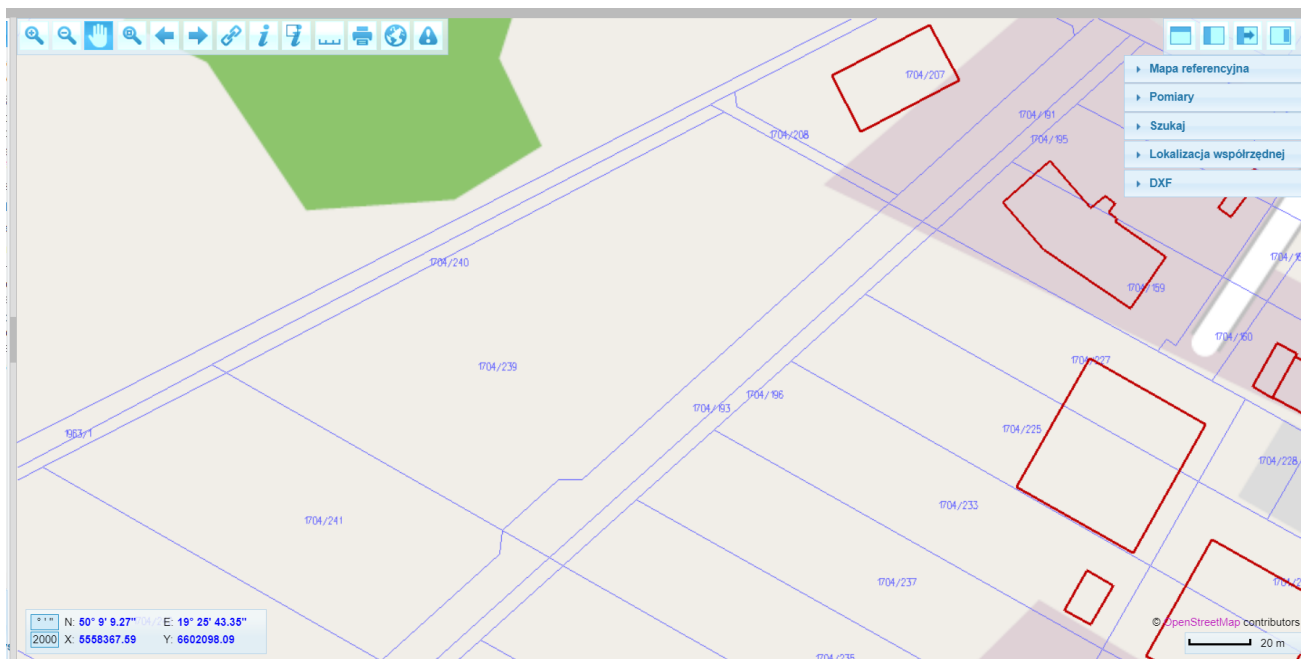 Mapa referencyjna
Pomiary
Szukaj
Lokalizacja współrzędnej
DXF
1704/207
1704/191
1704/208
1704/195
1704/240
1704/159
1704/160
1704/239
1704/227
1704/196
1704/193
1704/225
1963/1
1704/228
1704/233
1704/241
1704/237
1704/235
° ' " N: 50° 9' 9.27" E: 19° 25' 43.35"
2000 X: 5558367.59 Y: 6602098.09
© OpenStreetMap contributors
20 m